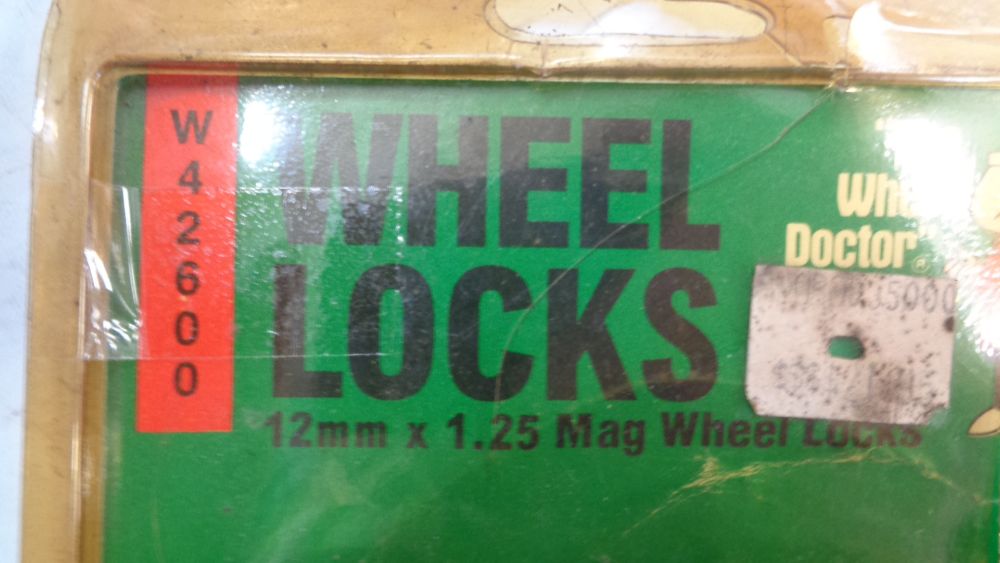 W42600
WHEEL
LOCKS
12mm x 1.25 Mag Wheel Locks
Doctor®